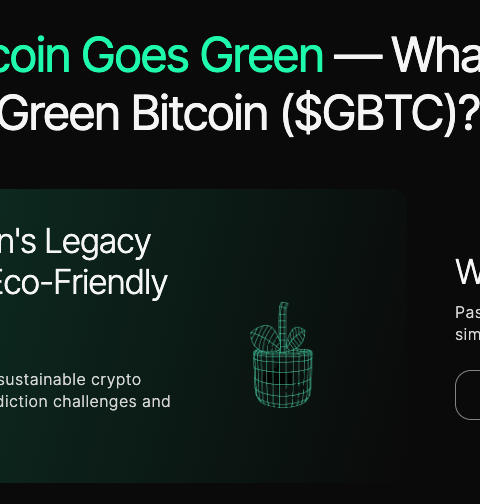 coin Goes Green — Wha
Green Bitcoin ($GBTC)?
n's Legacy
Eco-Friendly
sustainable crypto
diction challenges and
W
Pas
sim